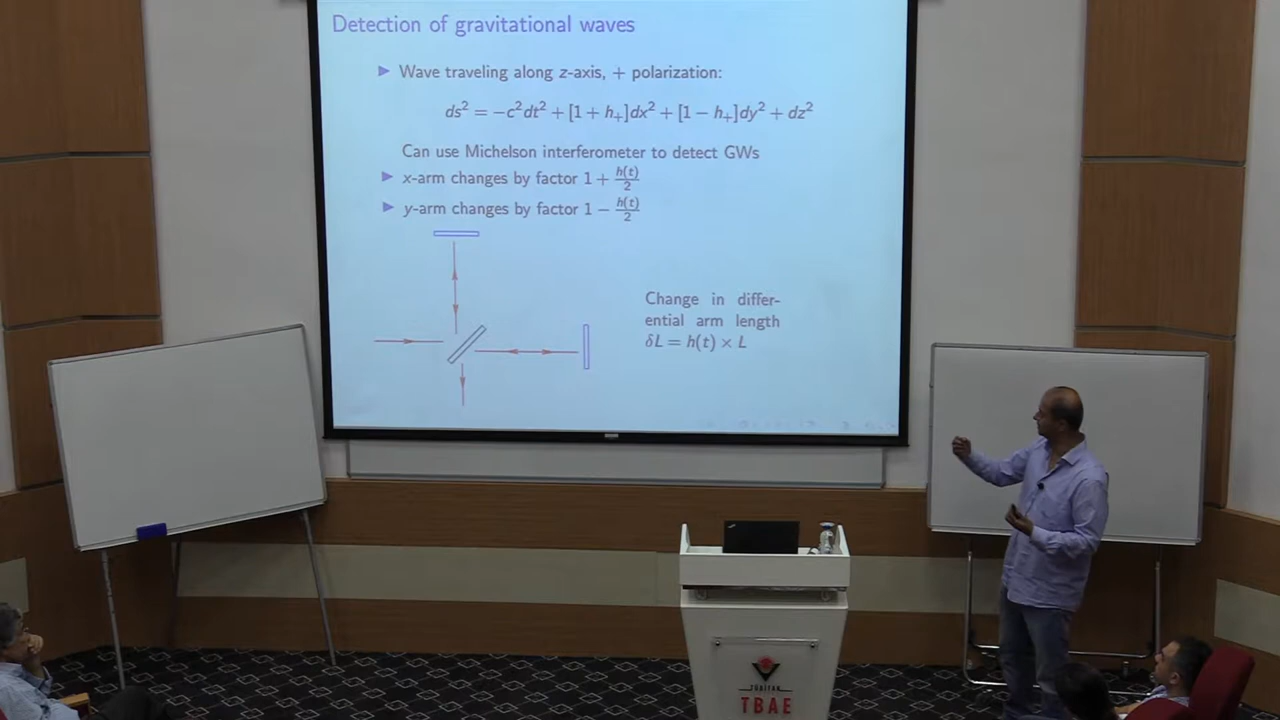 Detection of gravitational waves
▶ Wave traveling along z-axis, + polarization:
ds² = −c²dt² + [1 + h₊]dx² + [1 − h₊]dy² + dz²
Can use Michelson interferometer to detect GWs
▶ x-arm changes by factor 1 + h(t)/2
▶ y-arm changes by factor 1 − h(t)/2
Change in differ-
ential arm length
δL = h(t) × L
TÜBİTAK
TBAE